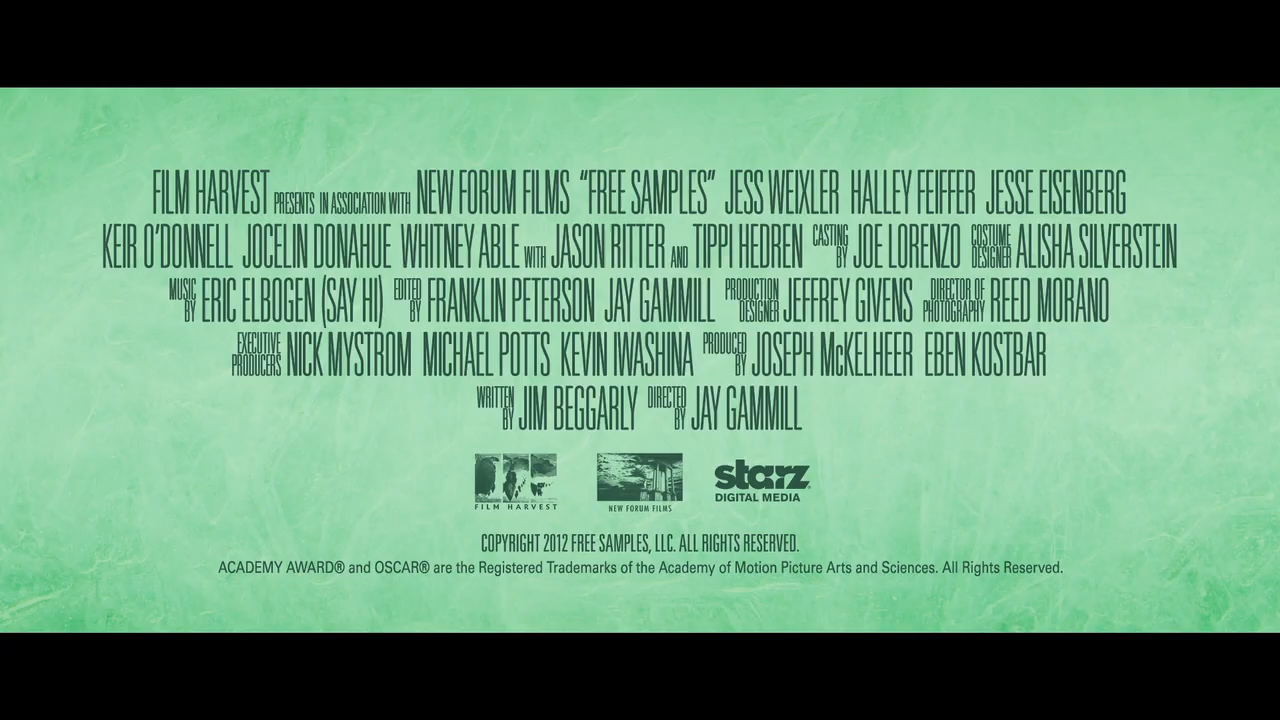 FILM HARVEST PRESENTS IN ASSOCIATION WITH NEW FORUM FILMS "FREE SAMPLES" JESS WEIXLER HALLEY FEIFFER JESSE EISENBERG
KEIR O'DONNELL JOCELIN DONAHUE WHITNEY ABLE WITH JASON RITTER AND TIPPI HEDREN CASTING BY JOE LORENZO COSTUME DESIGNER ALISHA SILVERSTEIN
MUSIC BY ERIC ELBOGEN (SAY HI) EDITED BY FRANKLIN PETERSON JAY GAMMILL PRODUCTION DESIGNER JEFFREY GIVENS DIRECTOR OF PHOTOGRAPHY REED MORANO
EXECUTIVE PRODUCERS NICK MYSTROM MICHAEL POTTS KEVIN IWASHINA PRODUCED BY JOSEPH McKELHEER EBEN KOSTBAR
WRITTEN BY JIM BEGGARLY DIRECTED BY JAY GAMMILL
FILM HARVEST
NEW FORUM FILMS
starz
DIGITAL MEDIA
COPYRIGHT 2012 FREE SAMPLES, LLC. ALL RIGHTS RESERVED.
ACADEMY AWARD® and OSCAR® are the Registered Trademarks of the Academy of Motion Picture Arts and Sciences. All Rights Reserved.